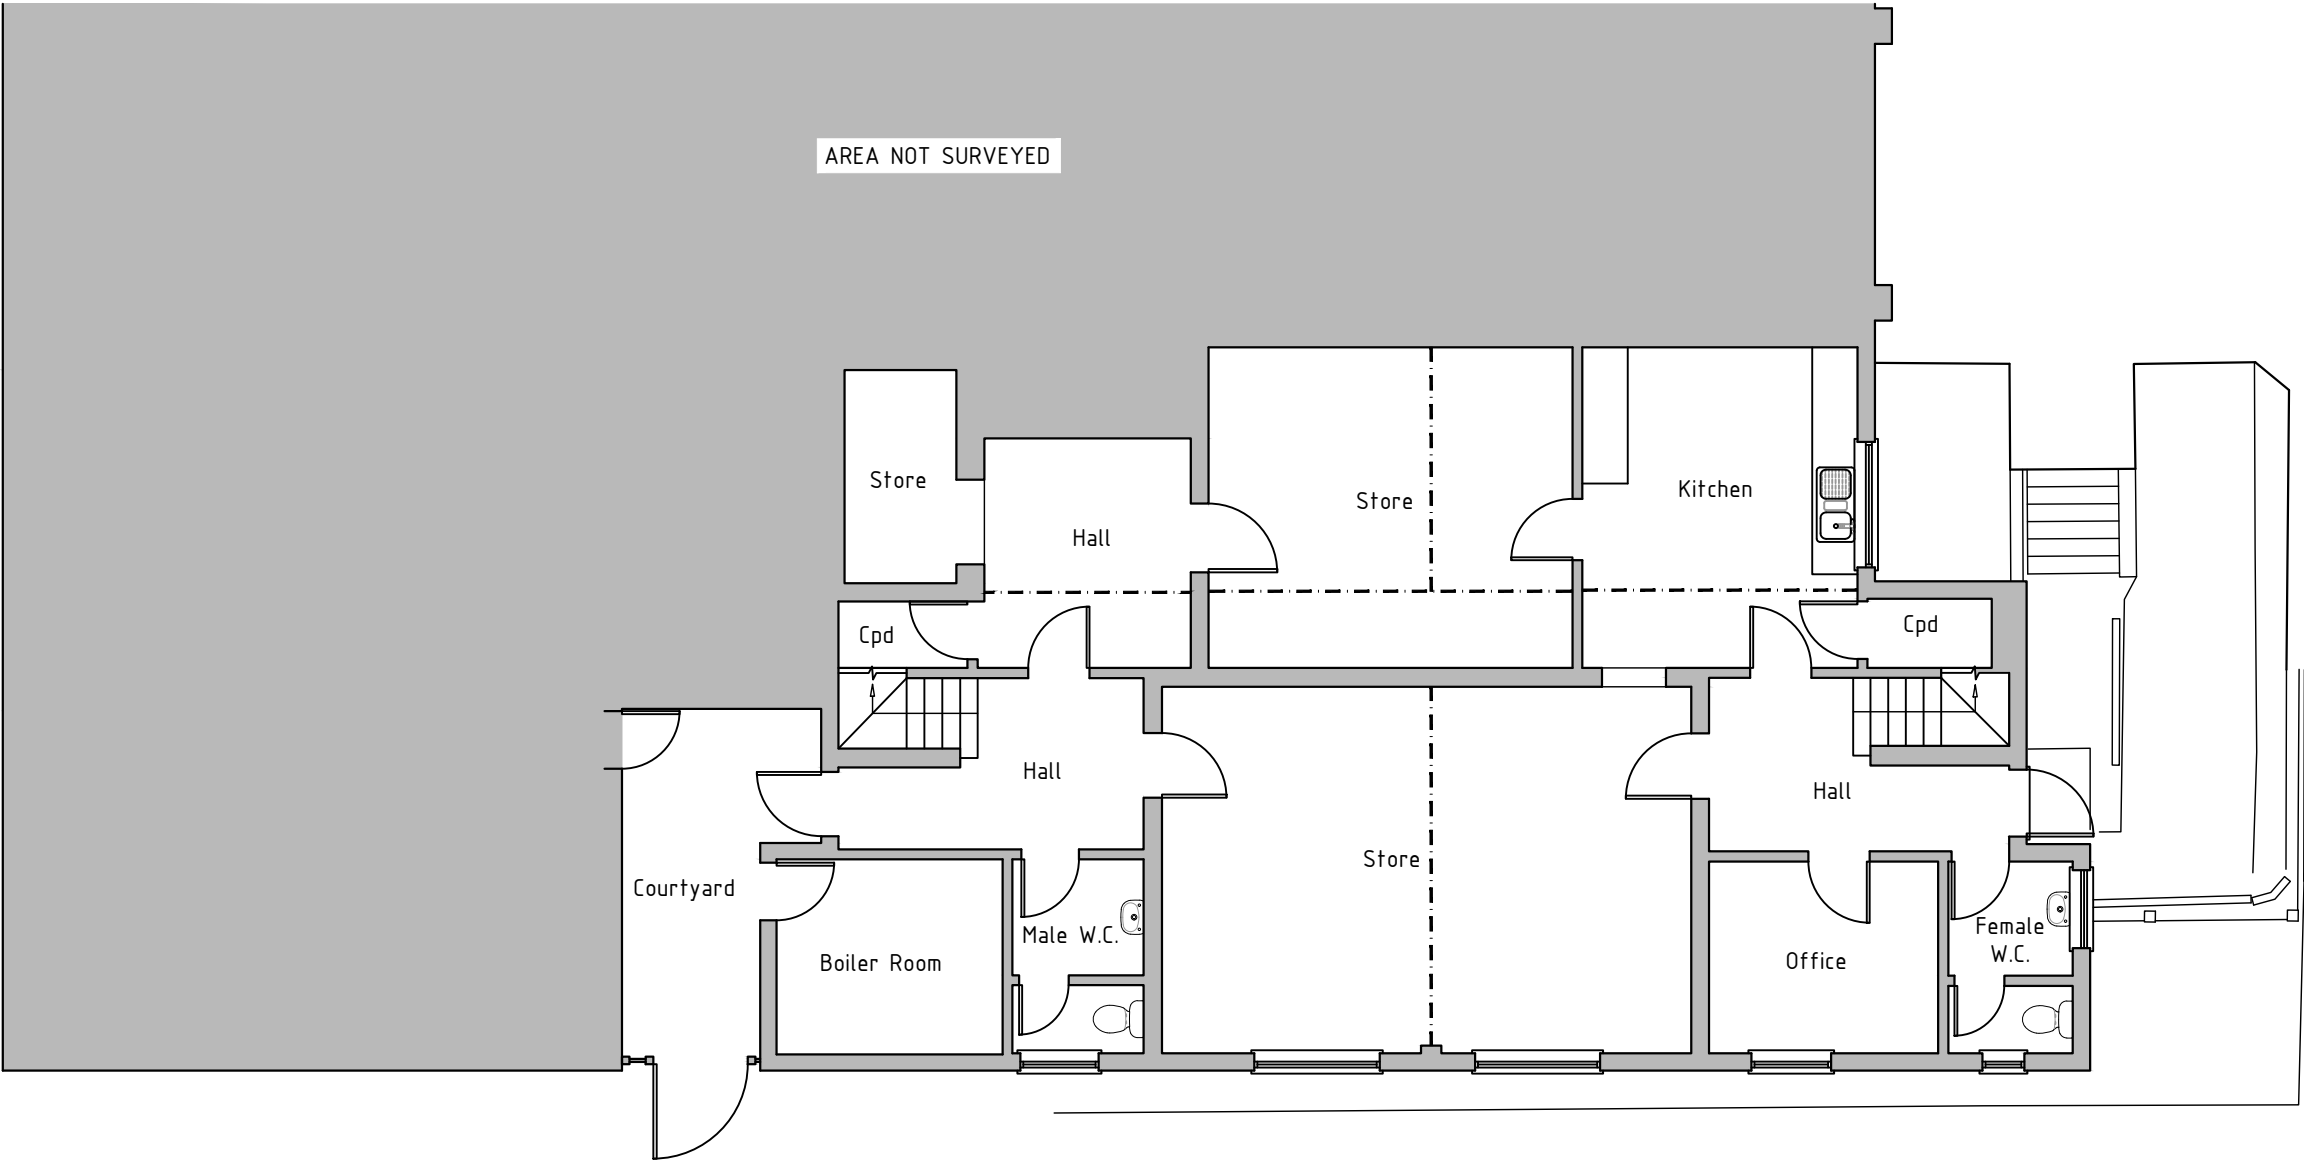 AREA NOT SURVEYED
Store
Hall
Store
Kitchen
Cpd
Cpd
Hall
Store
Hall
Courtyard
Boiler Room
Male W.C.
Office
Female
W.C.